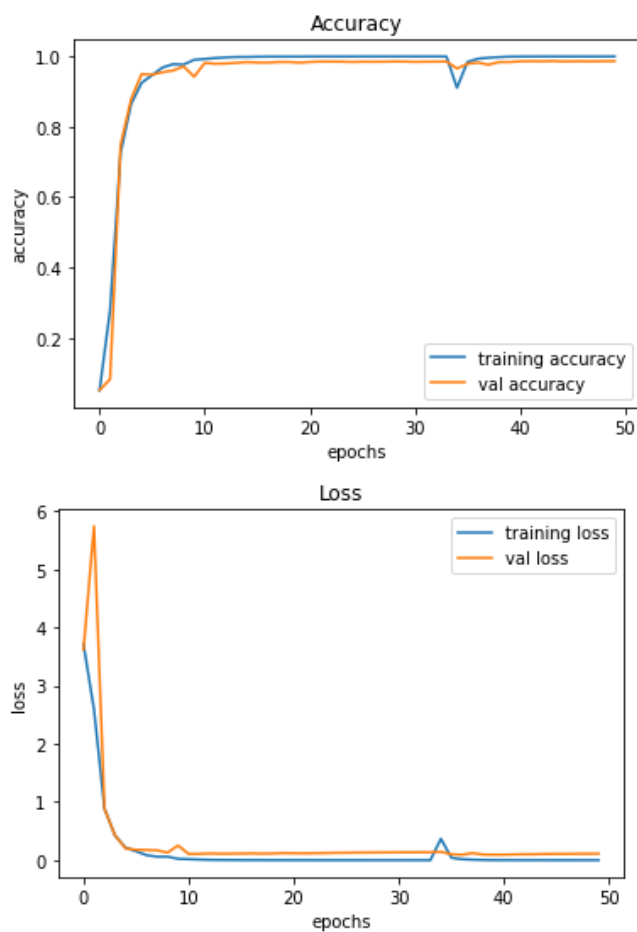 Accuracy
1.0
0.8
0.6
0.4
0.2
accuracy
training accuracy
val accuracy
0 10 20 30 40 50
epochs
Loss
6
5
4
3
2
1
0
loss
training loss
val loss
0 10 20 30 40 50
epochs